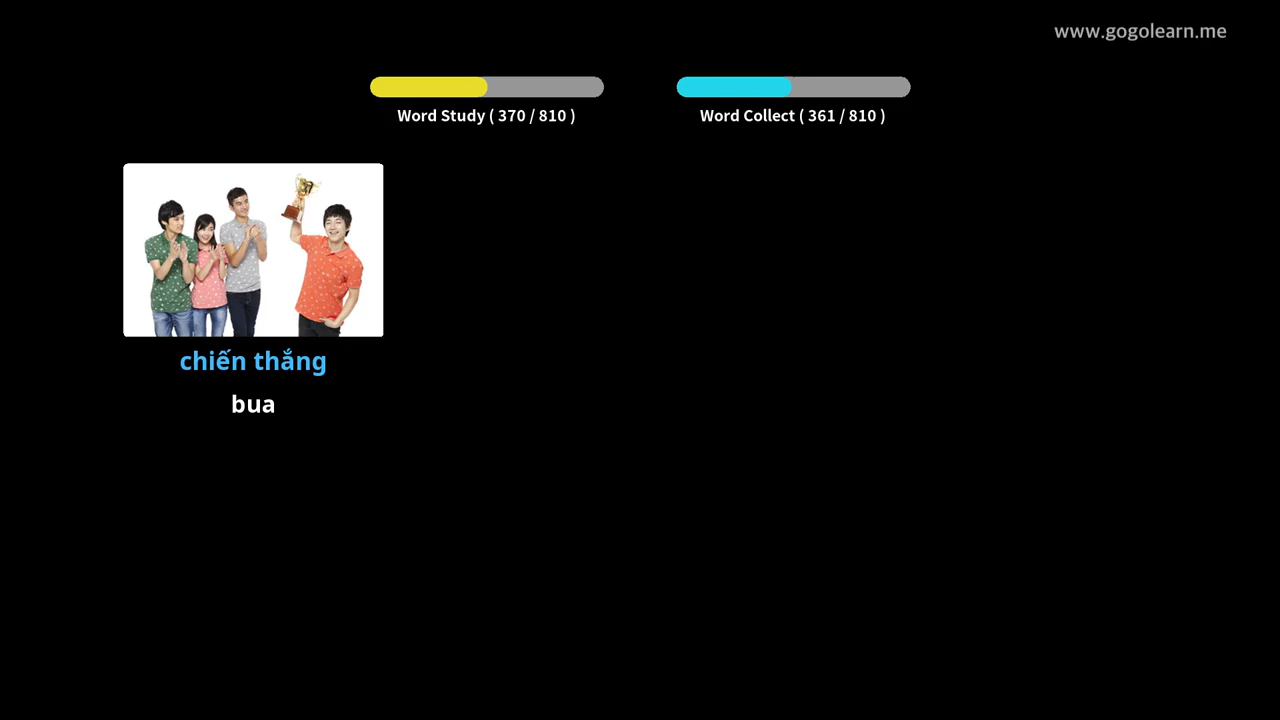 www.gogolearn.me
Word Study ( 370 / 810 )
Word Collect ( 361 / 810 )
chiến thắng
bua